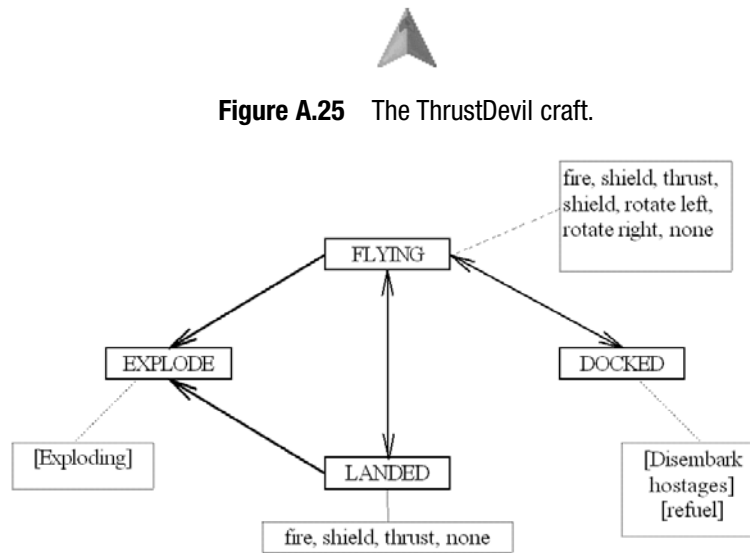 Figure A.25 The ThrustDevil craft.
fire, shield, thrust,
shield, rotate left,
rotate right, none
FLYING
EXPLODE
DOCKED
[Exploding]
LANDED
[Disembark
hostages]
[refuel]
fire, shield, thrust, none